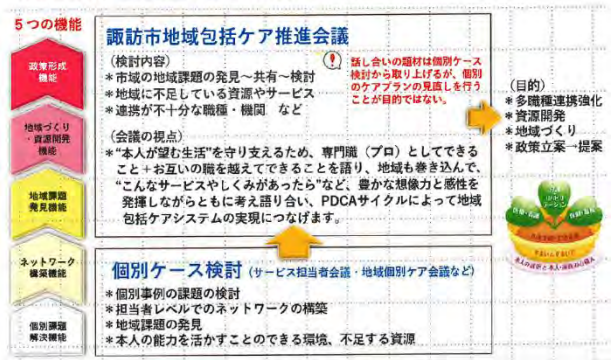 5つの機能
政策形成
機能
地域づくり・
資源開発
機能
地域課題
発見機能
ネットワーク
構築機能
個別課題
解決機能
諏訪市地域包括ケア推進会議
(検討内容)
*市域の地域課題の発見~共有~検討
*地域に不足している資源やサービス
*連携が不十分な職種・機関 など
話し合いの題材は個別ケース
検討から取り上げるが、個別
のケアプランの見直しを行う
ことが目的ではない。
(会議の視点)
*“本人が望む生活”を守り支えるため、専門職(プロ)としてできる
こと+お互いの職を越えてできることを語り、地域も巻き込んで、
“こんなサービスやしくみがあったら”など、豊かな想像力と感性を
発揮しながらともに考え語り合い、PDCAサイクルによって地域
包括ケアシステムの実現につなげます。
個別ケース検討 (サービス担当者会議・地域個別ケア会議など)
*個別事例の課題の検討
*担当者レベルでのネットワークの構築
*地域課題の発見
*本人の能力を活かすことのできる環境、不足する資源
(目的)
*多職種連携強化
*資源開発
*地域づくり
*政策立案→提案